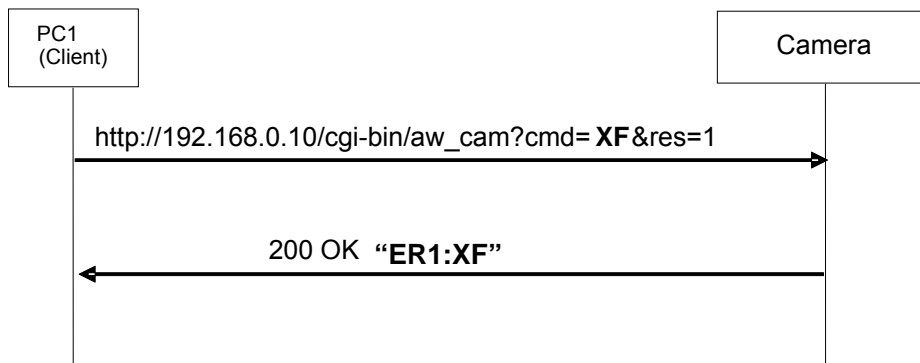 PC1
(Client)
Camera
http://192.168.0.10/cgi-bin/aw_cam?cmd= XF&res=1
200 OK “ER1:XF”